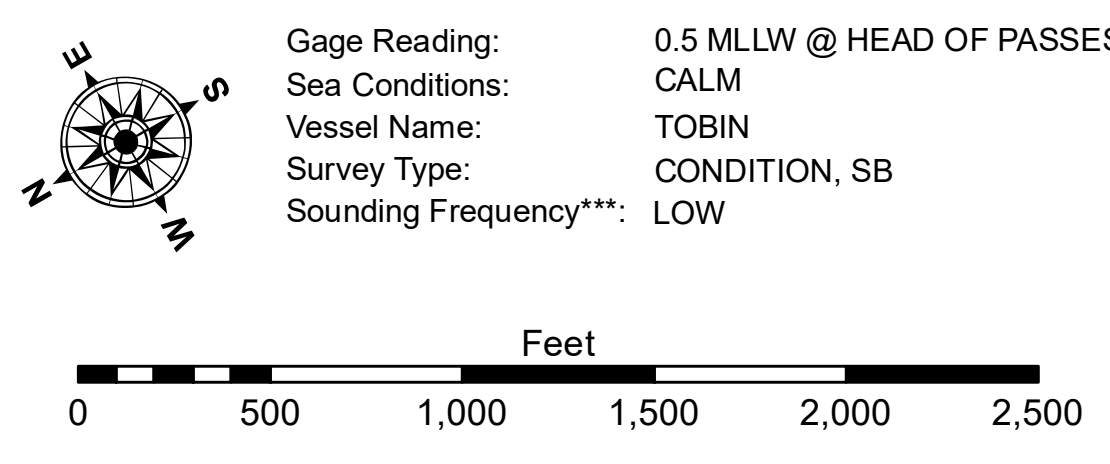 E
S
N
W
Gage Reading: 0.5 MLLW @ HEAD OF PASSES
Sea Conditions: CALM
Vessel Name: TOBIN
Survey Type: CONDITION, SB
Sounding Frequency***: LOW
Feet
0 500 1,000 1,500 2,000 2,500